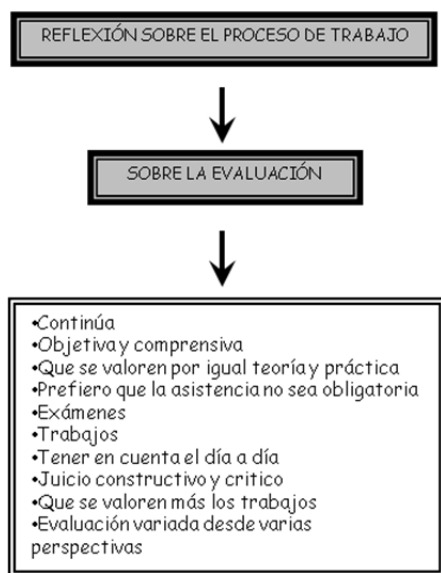 REFLEXIÓN SOBRE EL PROCESO DE TRABAJO
SOBRE LA EVALUACIÓN
•Continúa
•Objetiva y comprensiva
•Que se valoren por igual teoría y práctica
•Prefiero que la asistencia no sea obligatoria
•Exámenes
•Trabajos
•Tener en cuenta el día a día
•Juicio constructivo y critico
•Que se valoren más los trabajos
•Evaluación variada desde varias
perspectivas